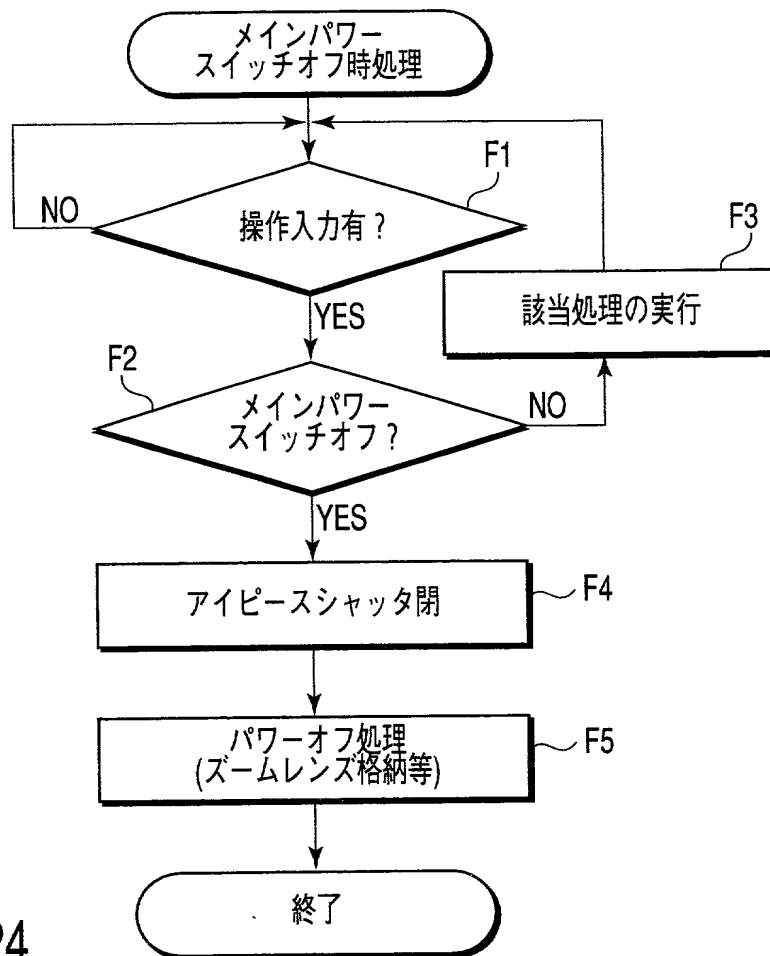 メインパワー
スイッチオフ時処理
F1
NO
操作入力有?
F3
該当処理の実行
YES
F2
メインパワー
スイッチオフ?
NO
YES
アイピースシャッタ閉
F4
パワーオフ処理
(ズームレンズ格納等)
F5
終了